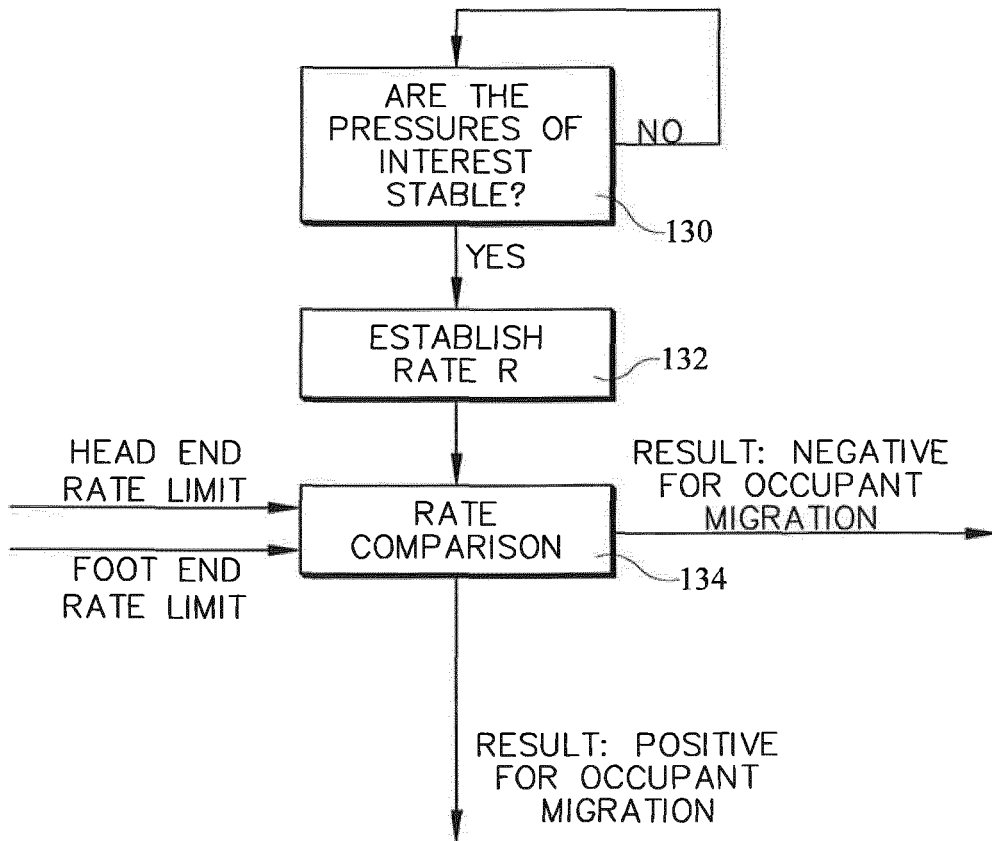 ARE THE
PRESSURES OF
INTEREST
STABLE?
NO
130
YES
ESTABLISH
RATE R
132
HEAD END
RATE LIMIT
RESULT: NEGATIVE
FOR OCCUPANT
MIGRATION
RATE
COMPARISON
FOOT END
RATE LIMIT
134
RESULT: POSITIVE
FOR OCCUPANT
MIGRATION